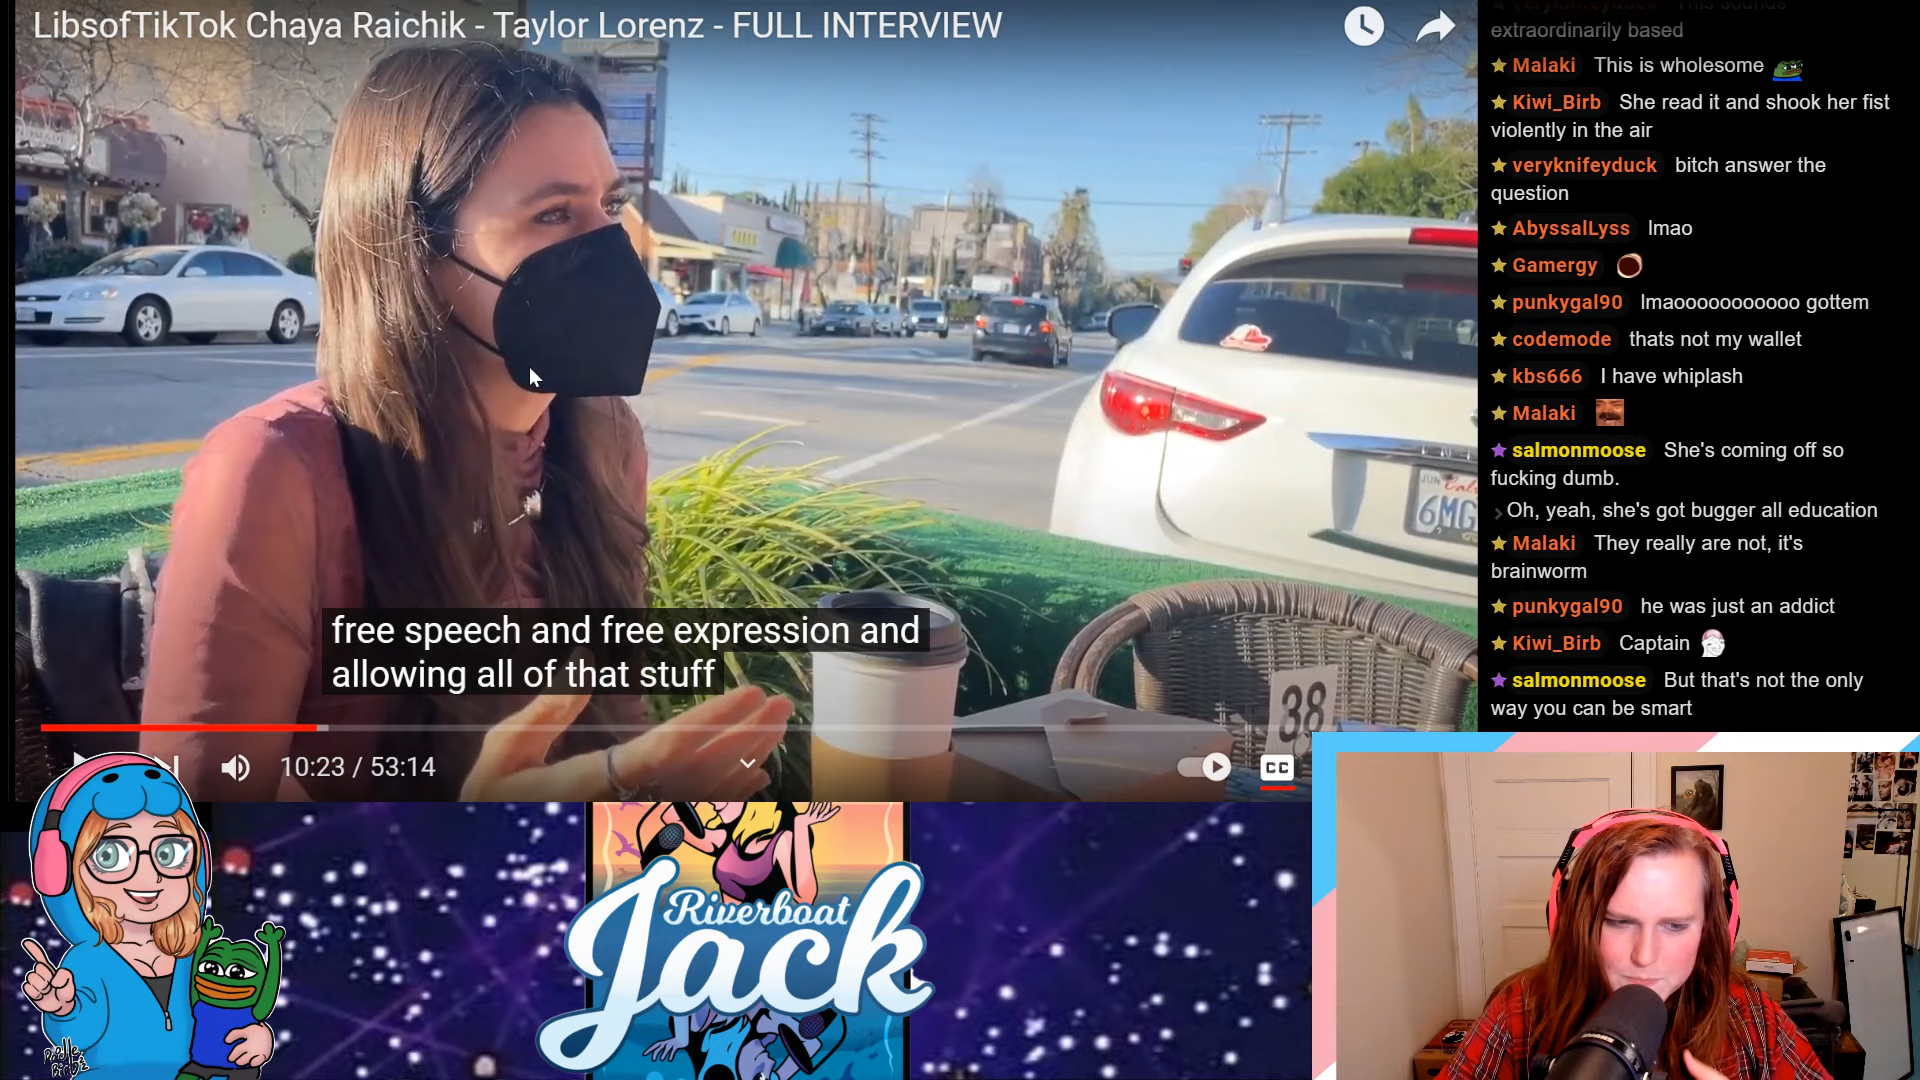 LibsofTikTok Chaya Raichik - Taylor Lorenz - FULL INTERVIEW
free speech and free expression and
allowing all of that stuff
38
JUN
6MG
10:23 / 53:14
CC
Riverboat
Jack
extraordinarily based
Malaki This is wholesome
Kiwi_Birb She read it and shook her fist
violently in the air
veryknifeyduck bitch answer the
question
AbyssalLyss lmao
Gamergy
punkygal90 lmaooooooooooo gottem
codemode thats not my wallet
kbs666 I have whiplash
Malaki
salmonmoose She's coming off so
fucking dumb.
Oh, yeah, she's got bugger all education
Malaki They really are not, it's
brainworm
punkygal90 he was just an addict
Kiwi_Birb Captain
salmonmoose But that's not the only
way you can be smart